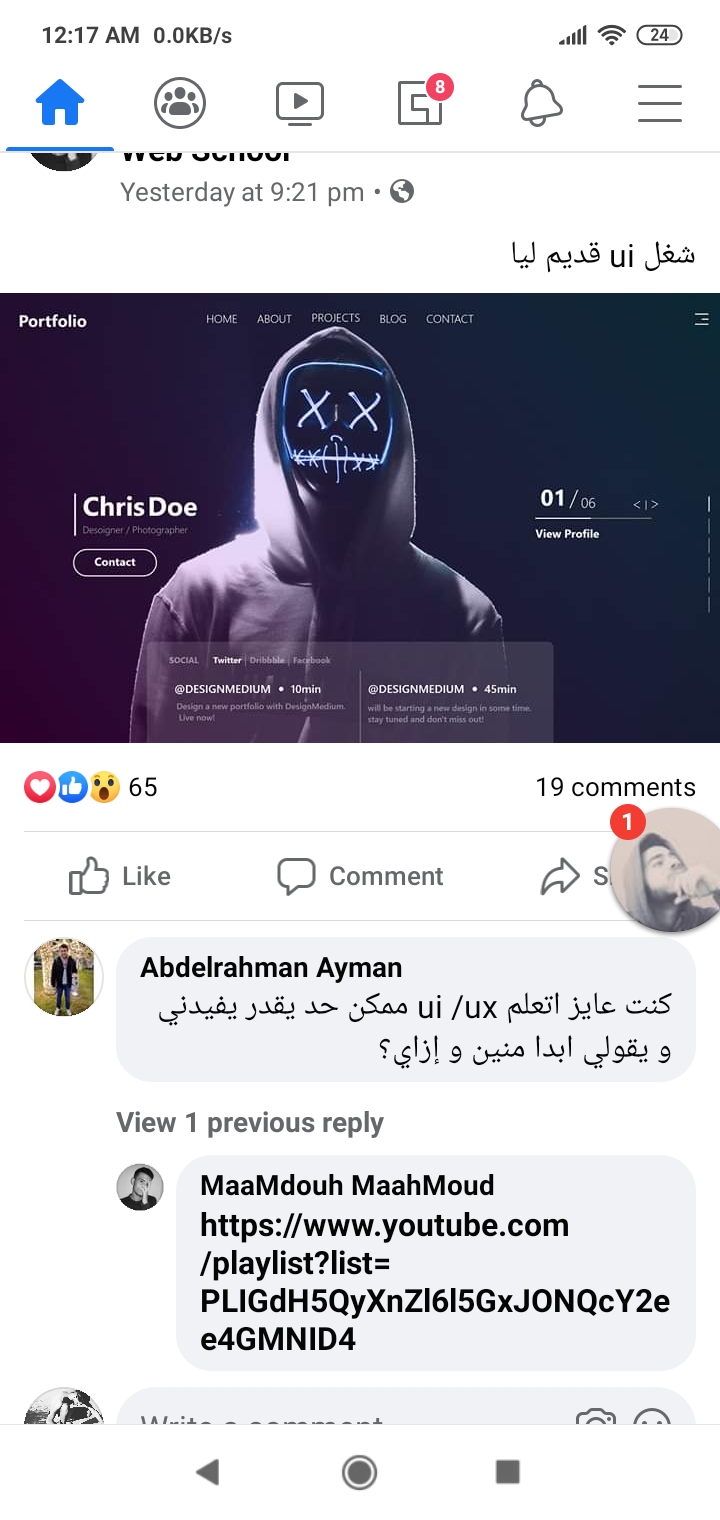 12:17 AM 0.0KB/s
24
8
Web School
Yesterday at 9:21 pm •
شغل ui قديم ليا
Portfolio
HOME ABOUT PROJECTS BLOG CONTACT
Chris Doe
Desoigner / Photographer
Contact
01 / 06 < | >
View Profile
SOCIAL Twitter Dribbble Facebook
@DESIGNMEDIUM • 10min
Design a new portfolio with DesignMedium.
Live now!
@DESIGNMEDIUM • 45min
will be starting a new design in some time.
stay tuned and don't miss out!
65
19 comments
1
Like
Comment
S
Abdelrahman Ayman
كنت عايز اتعلم ui /ux ممكن حد يقدر يفيدني
و يقولي ابدا منين و إزاي؟
View 1 previous reply
MaaMdouh MaahMoud
https://www.youtube.com
/playlist?list=
PLIGdH5QyXnZl6l5GxJONQcY2e
e4GMNID4
Write a comment